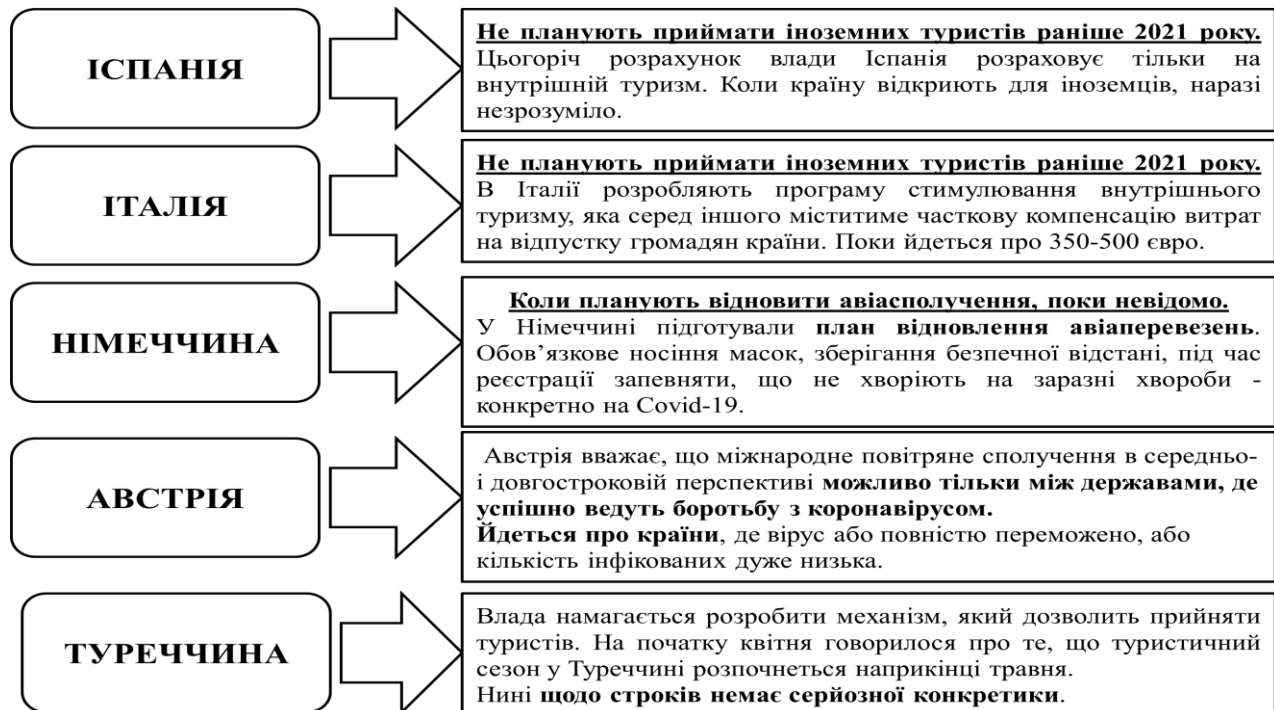 ІСПАНІЯ
Не планують приймати іноземних туристів раніше 2021 року.
Цьогоріч розрахунок влади Іспанія розраховує тільки на
внутрішній туризм. Коли країну відкриють для іноземців, наразі
незрозуміло.
ІТАЛІЯ
Не планують приймати іноземних туристів раніше 2021 року.
В Італії розробляють програму стимулювання внутрішнього
туризму, яка серед іншого міститиме часткову компенсацію витрат
на відпустку громадян країни. Поки йдеться про 350-500 євро.
НІМЕЧЧИНА
Коли планують відновити авіасполучення, поки невідомо.
У Німеччині підготували план відновлення авіаперевезень.
Обов’язкове носіння масок, зберігання безпечної відстані, під час
реєстрації запевняти, що не хворіють на заразні хвороби -
конкретно на Covid-19.
АВСТРІЯ
Австрія вважає, що міжнародне повітряне сполучення в середньо-
і довгостроковій перспективі можливо тільки між державами, де
успішно ведуть боротьбу з коронавірусом.
Йдеться про країни, де вірус або повністю переможено, або
кількість інфікованих дуже низька.
ТУРЕЧЧИНА
Влада намагається розробити механізм, який дозволить прийняти
туристів. На початку квітня говорилося про те, що туристичний
сезон у Туреччині розпочнеться наприкінці травня.
Нині щодо строків немає серйозної конкретики.